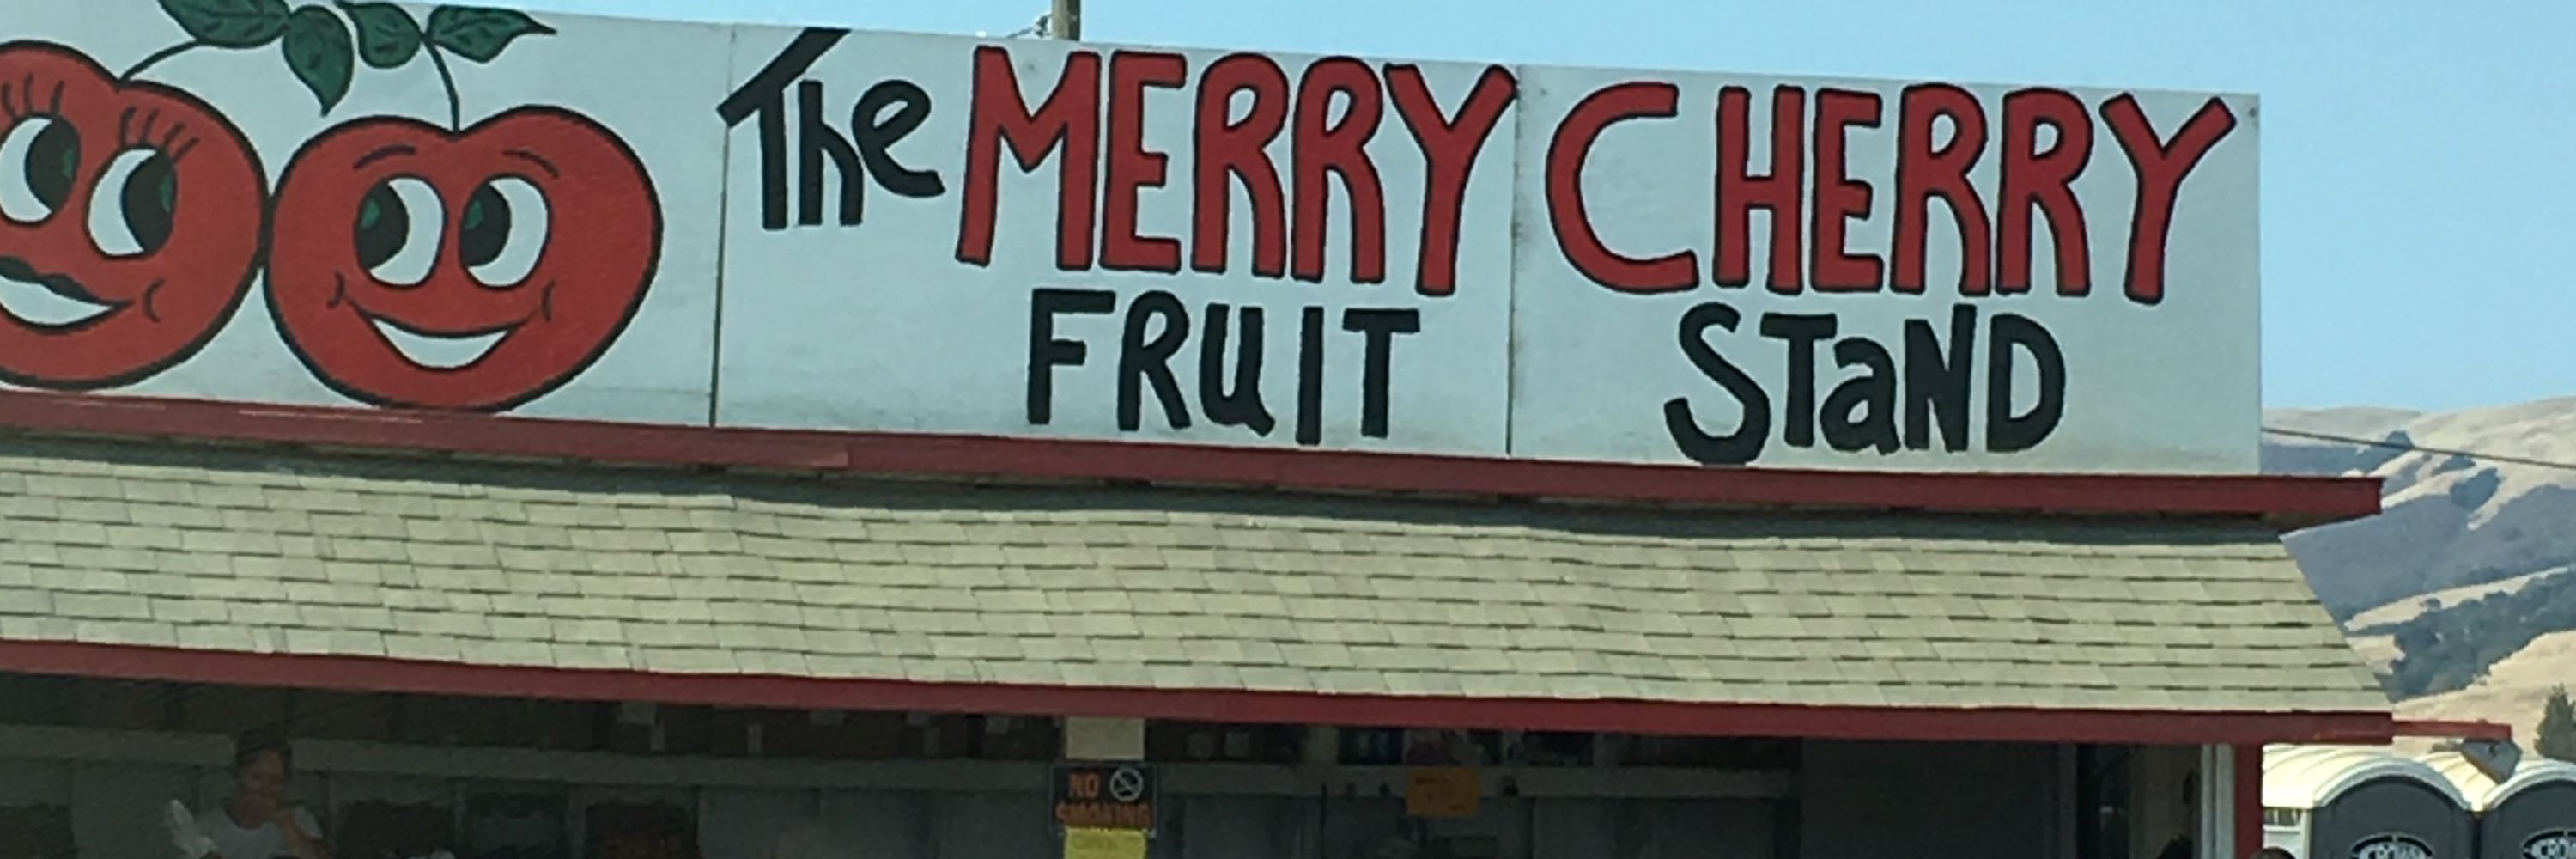 The MERRY CHERRY
FRUIT STaND
NO
SMOKING